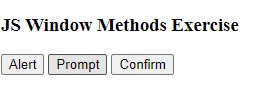 JS Window Methods Exercise
Alert Prompt Confirm